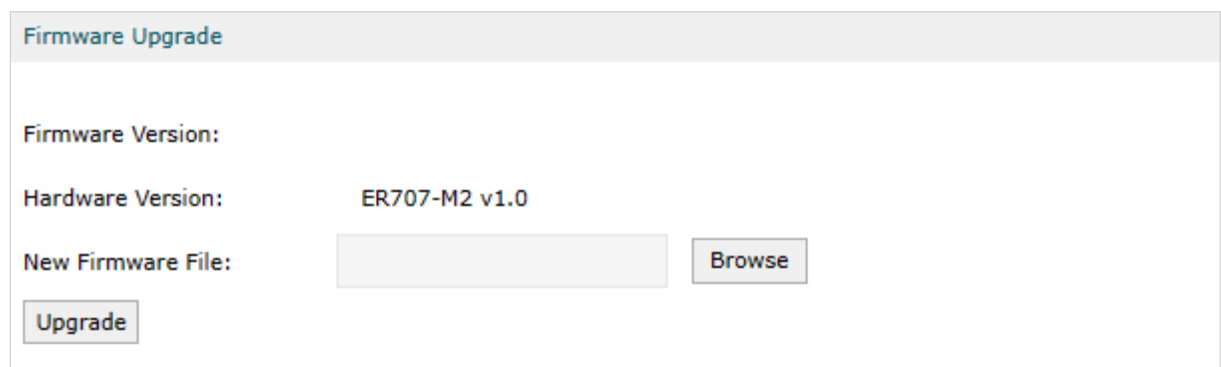 Firmware Upgrade
Firmware Version:
Hardware Version: ER707-M2 v1.0
New Firmware File: Browse
Upgrade